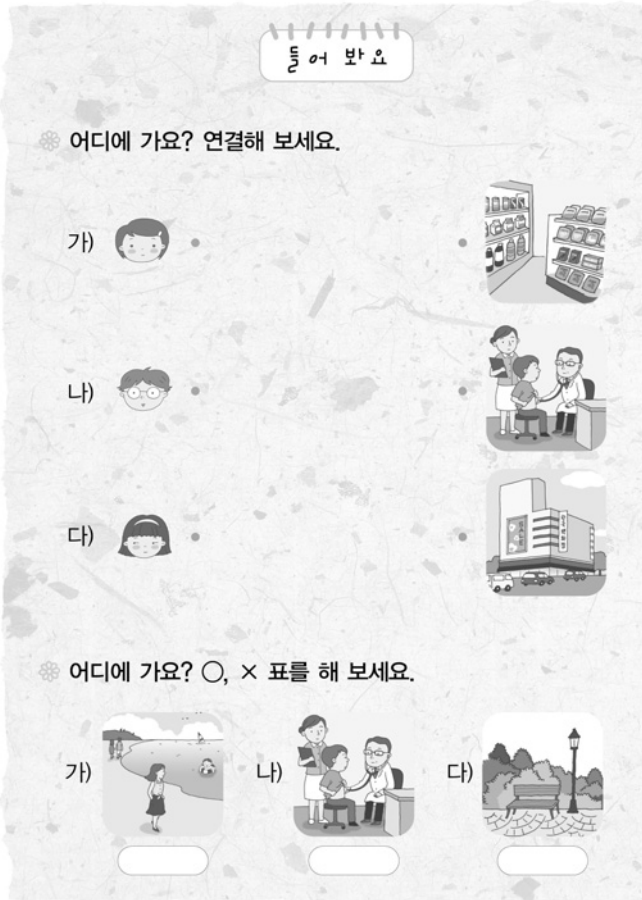 들어 봐요
어디에 가요? 연결해 보세요.
가)
나)
다)
SALE
어디에 가요? ○, × 표를 해 보세요.
가) 나) 다)